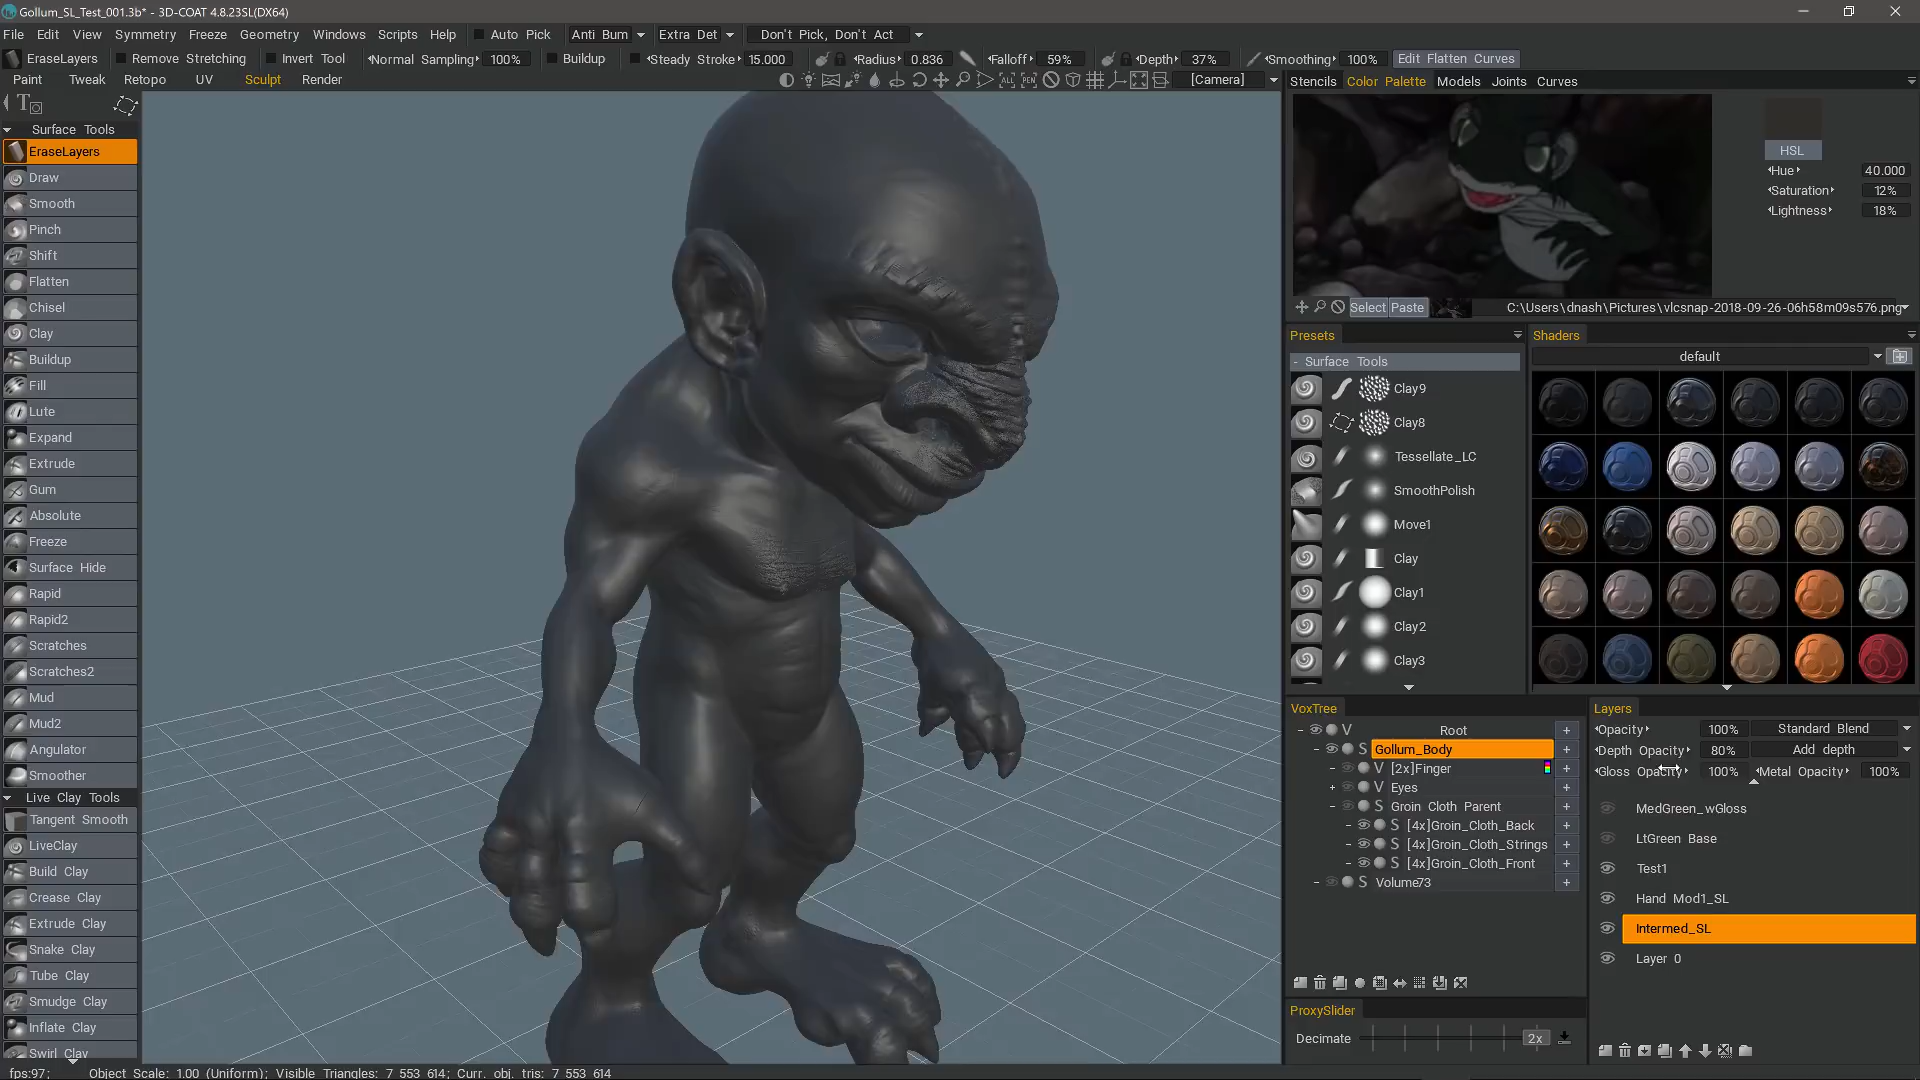 Gollum_SL_Test_001.3b* - 3D-COAT 4.8.23SL(DX64)
File Edit View Symmetry Freeze Geometry Windows Scripts Help Auto Pick Anti Bum Extra Det Don't Pick, Don't Act
EraseLayers Remove Stretching Invert Tool Normal Sampling 100% Buildup Steady Stroke 15.000 Radius 0.836 Falloff 59% Depth 37% Smoothing 100% Edit Flatten Curves
Paint Tweak Retopo UV Sculpt Render [Camera]
Stencils Color Palette Models Joints Curves
Surface Tools
EraseLayers
Draw
Smooth
Pinch
Shift
Flatten
Chisel
Clay
Buildup
Fill
Lute
Expand
Extrude
Gum
Absolute
Freeze
Surface Hide
Rapid
Rapid2
Scratches
Scratches2
Mud
Mud2
Angulator
Smoother
Live Clay Tools
Tangent Smooth
LiveClay
Build Clay
Crease Clay
Extrude Clay
Snake Clay
Tube Clay
Smudge Clay
Inflate Clay
Swirl Clay
HSL
Hue 40.000
Saturation 12%
Lightness 18%
Select Paste C:\Users\dnash\Pictures\vlcsnap-2018-09-26-06h58m09s576.png
Presets
- Surface Tools
Clay9
Clay8
Tessellate_LC
SmoothPolish
Move1
Clay
Clay1
Clay2
Clay3
Shaders
default
VoxTree
V Root +
S Gollum_Body +
V [2x]Finger +
V Eyes +
S Groin Cloth Parent +
S [4x]Groin_Cloth_Back +
S [4x]Groin_Cloth_Strings +
S [4x]Groin_Cloth_Front +
S Volume73 +
ProxySlider
Decimate 2x
Layers
Opacity 100% Standard Blend
Depth Opacity 80% Add depth
Gloss Opacity 100% Metal Opacity 100%
MedGreen_wGloss
LtGreen Base
Test1
Hand Mod1_SL
Intermed_SL
Layer 0
fps:97; Object Scale: 1.00 (Uniform); Visible Triangles: 7 553 614; Curr. obj. tris: 7 553 614